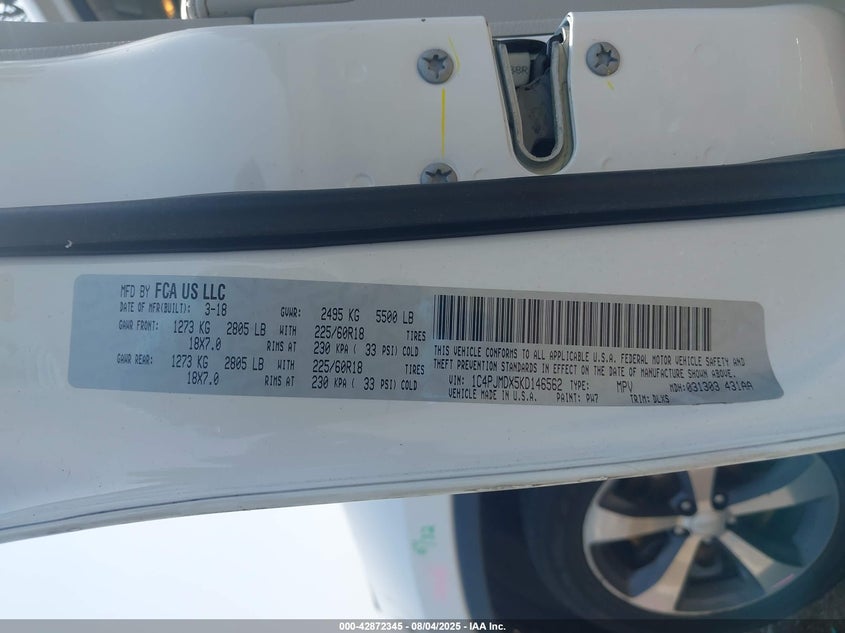 MFD BY FCA US LLC
DATE OF MFR(BUILT): 3-18 GVWR: 2495 KG 5500 LB
GAWR FRONT: 1273 KG 2805 LB WITH 225/60R18 TIRES
18X7.0 RIMS AT 230 KPA ( 33 PSI) COLD
GAWR REAR: 1273 KG 2805 LB WITH 225/60R18 TIRES
18X7.0 RIMS AT 230 KPA ( 33 PSI) COLD
THIS VEHICLE CONFORMS TO ALL APPLICABLE U.S.A. FEDERAL MOTOR VEHICLE SAFETY AND
THEFT PREVENTION STANDARDS IN EFFECT ON THE DATE OF MANUFACTURE SHOWN ABOVE.
VIN: 1C4PJMDX5KD146562 TYPE: MPV MDH: 031303 431AA
VEHICLE MADE IN U.S.A. PAINT: PW7 TRIM: DLX5
000-42872345 - 08/04/2025 - IAA Inc.